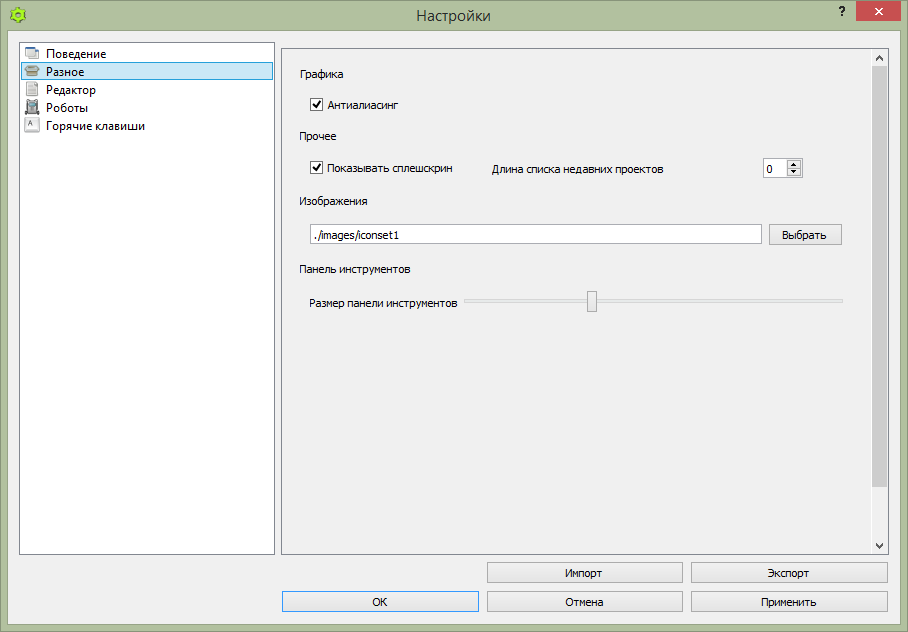 Настройки
?
Поведение
Разное
Редактор
Роботы
A Горячие клавиши
Графика
Антиалиасинг
Прочее
Показывать сплешскрин Длина списка недавних проектов 0
Изображения
./images/iconset1 Выбрать
Панель инструментов
Размер панели инструментов
Импорт Экспорт
ОК Отмена Применить